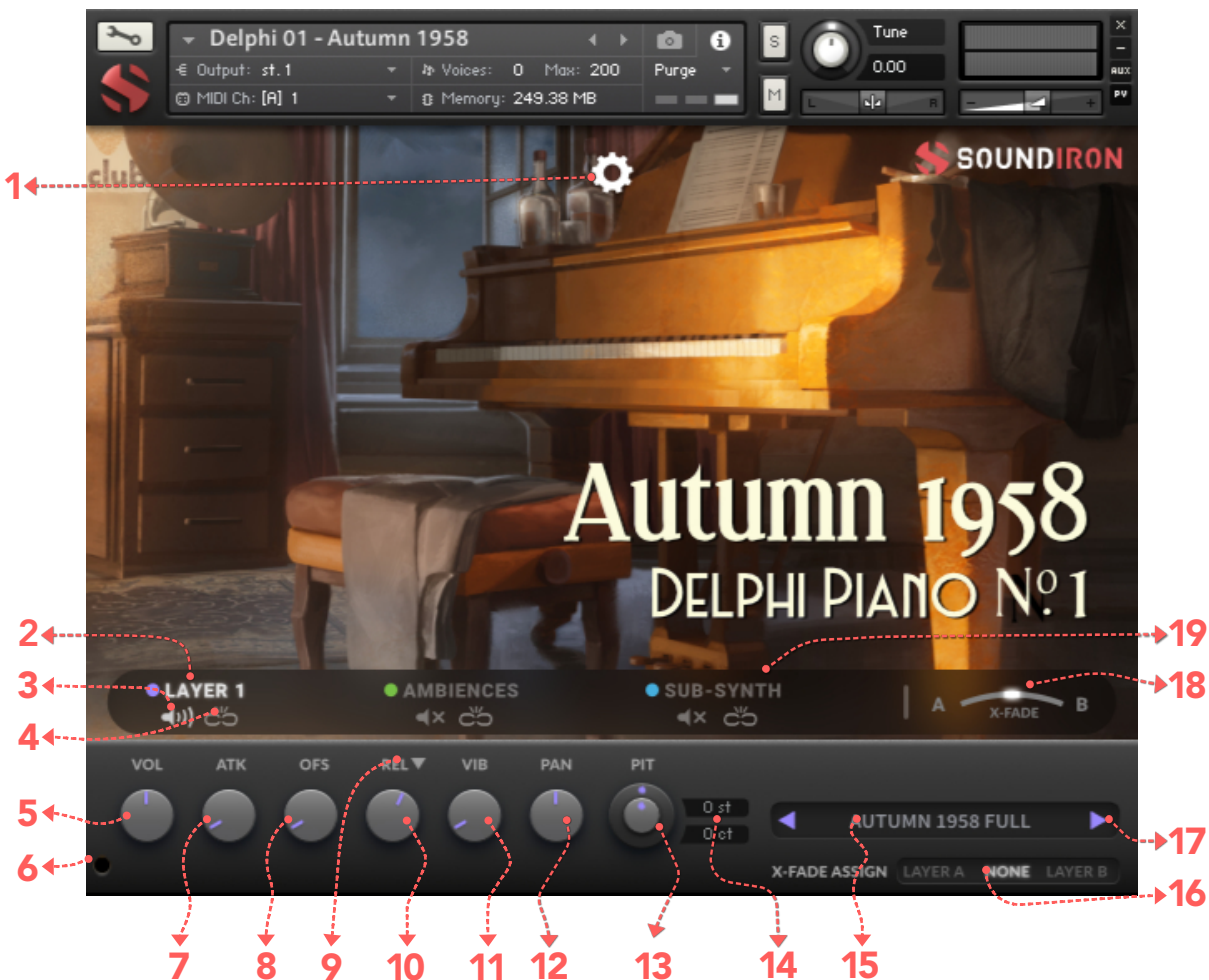 Delphi 01 - Autumn 1958
S
Tune
0.00
Output: st.1
Voices: 0 Max: 200
Purge
AUX
MIDI Ch: [A] 1
Memory: 249.38 MB
M
L
R
PV
club
SOUNDIRON
1
Autumn 1958
DELPHI PIANO Nº 1
2
19
LAYER 1
AMBIENCES
SUB-SYNTH
3
18
A
X-FADE
B
4
VOL
ATK
OFS
REL
VIB
PAN
PIT
5
0 st
AUTUMN 1958 FULL
17
0 ct
6
X-FADE ASSIGN
LAYER A
NONE
LAYER B
16
7
8
9
10
11
12
13
14
15